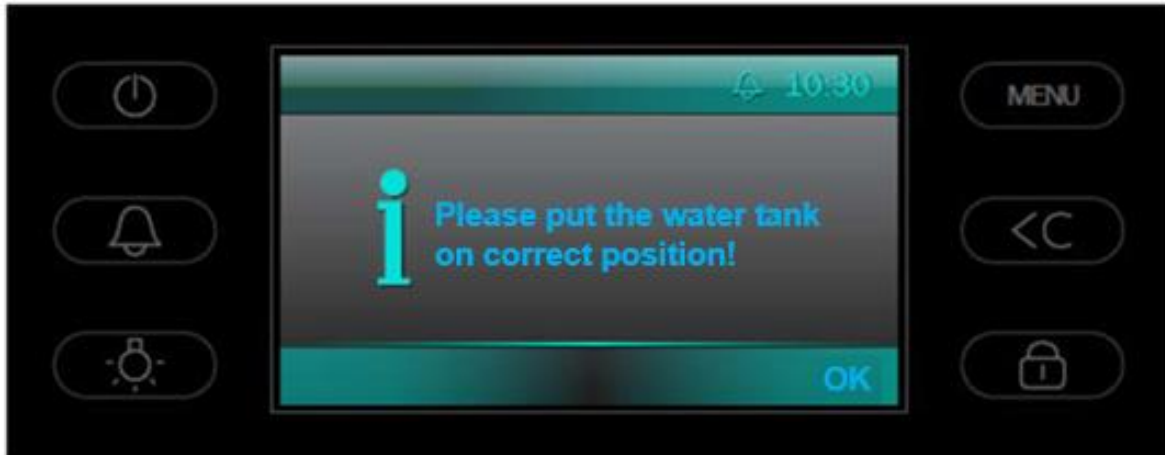 10:30
MENU
Please put the water tank
on correct position!
<C
OK